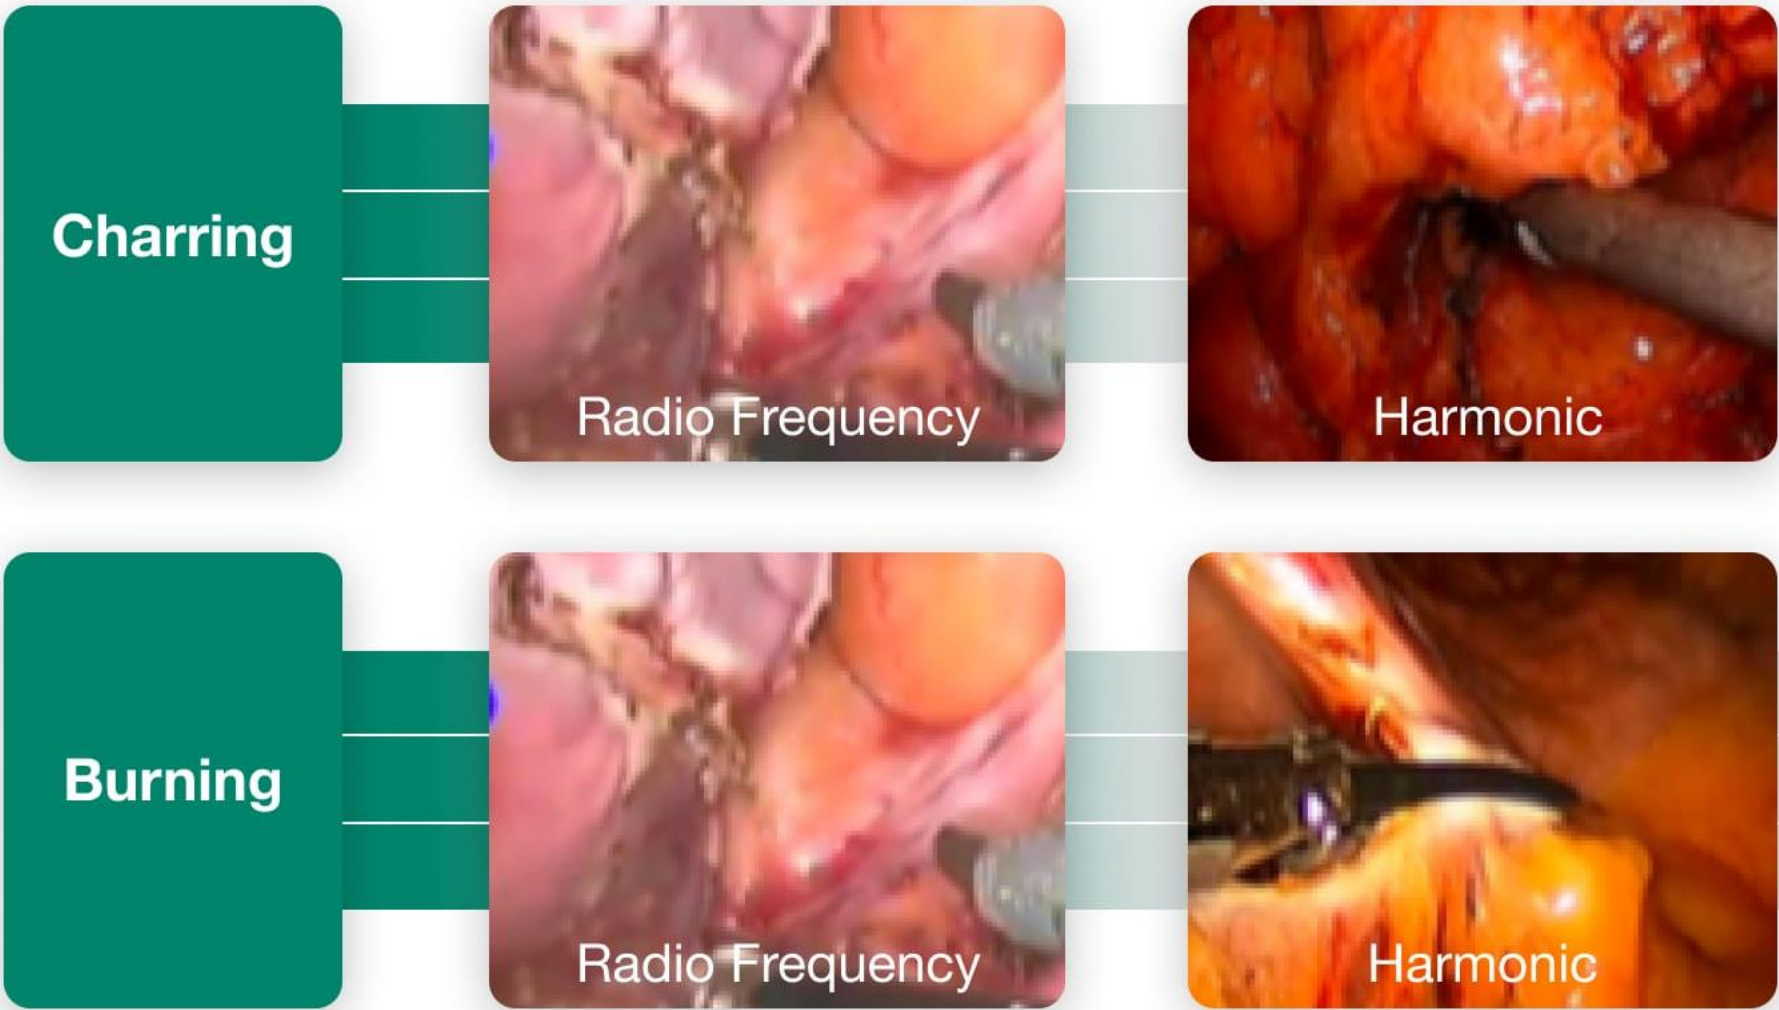 Charring
Radio Frequency
Harmonic
Burning
Radio Frequency
Harmonic